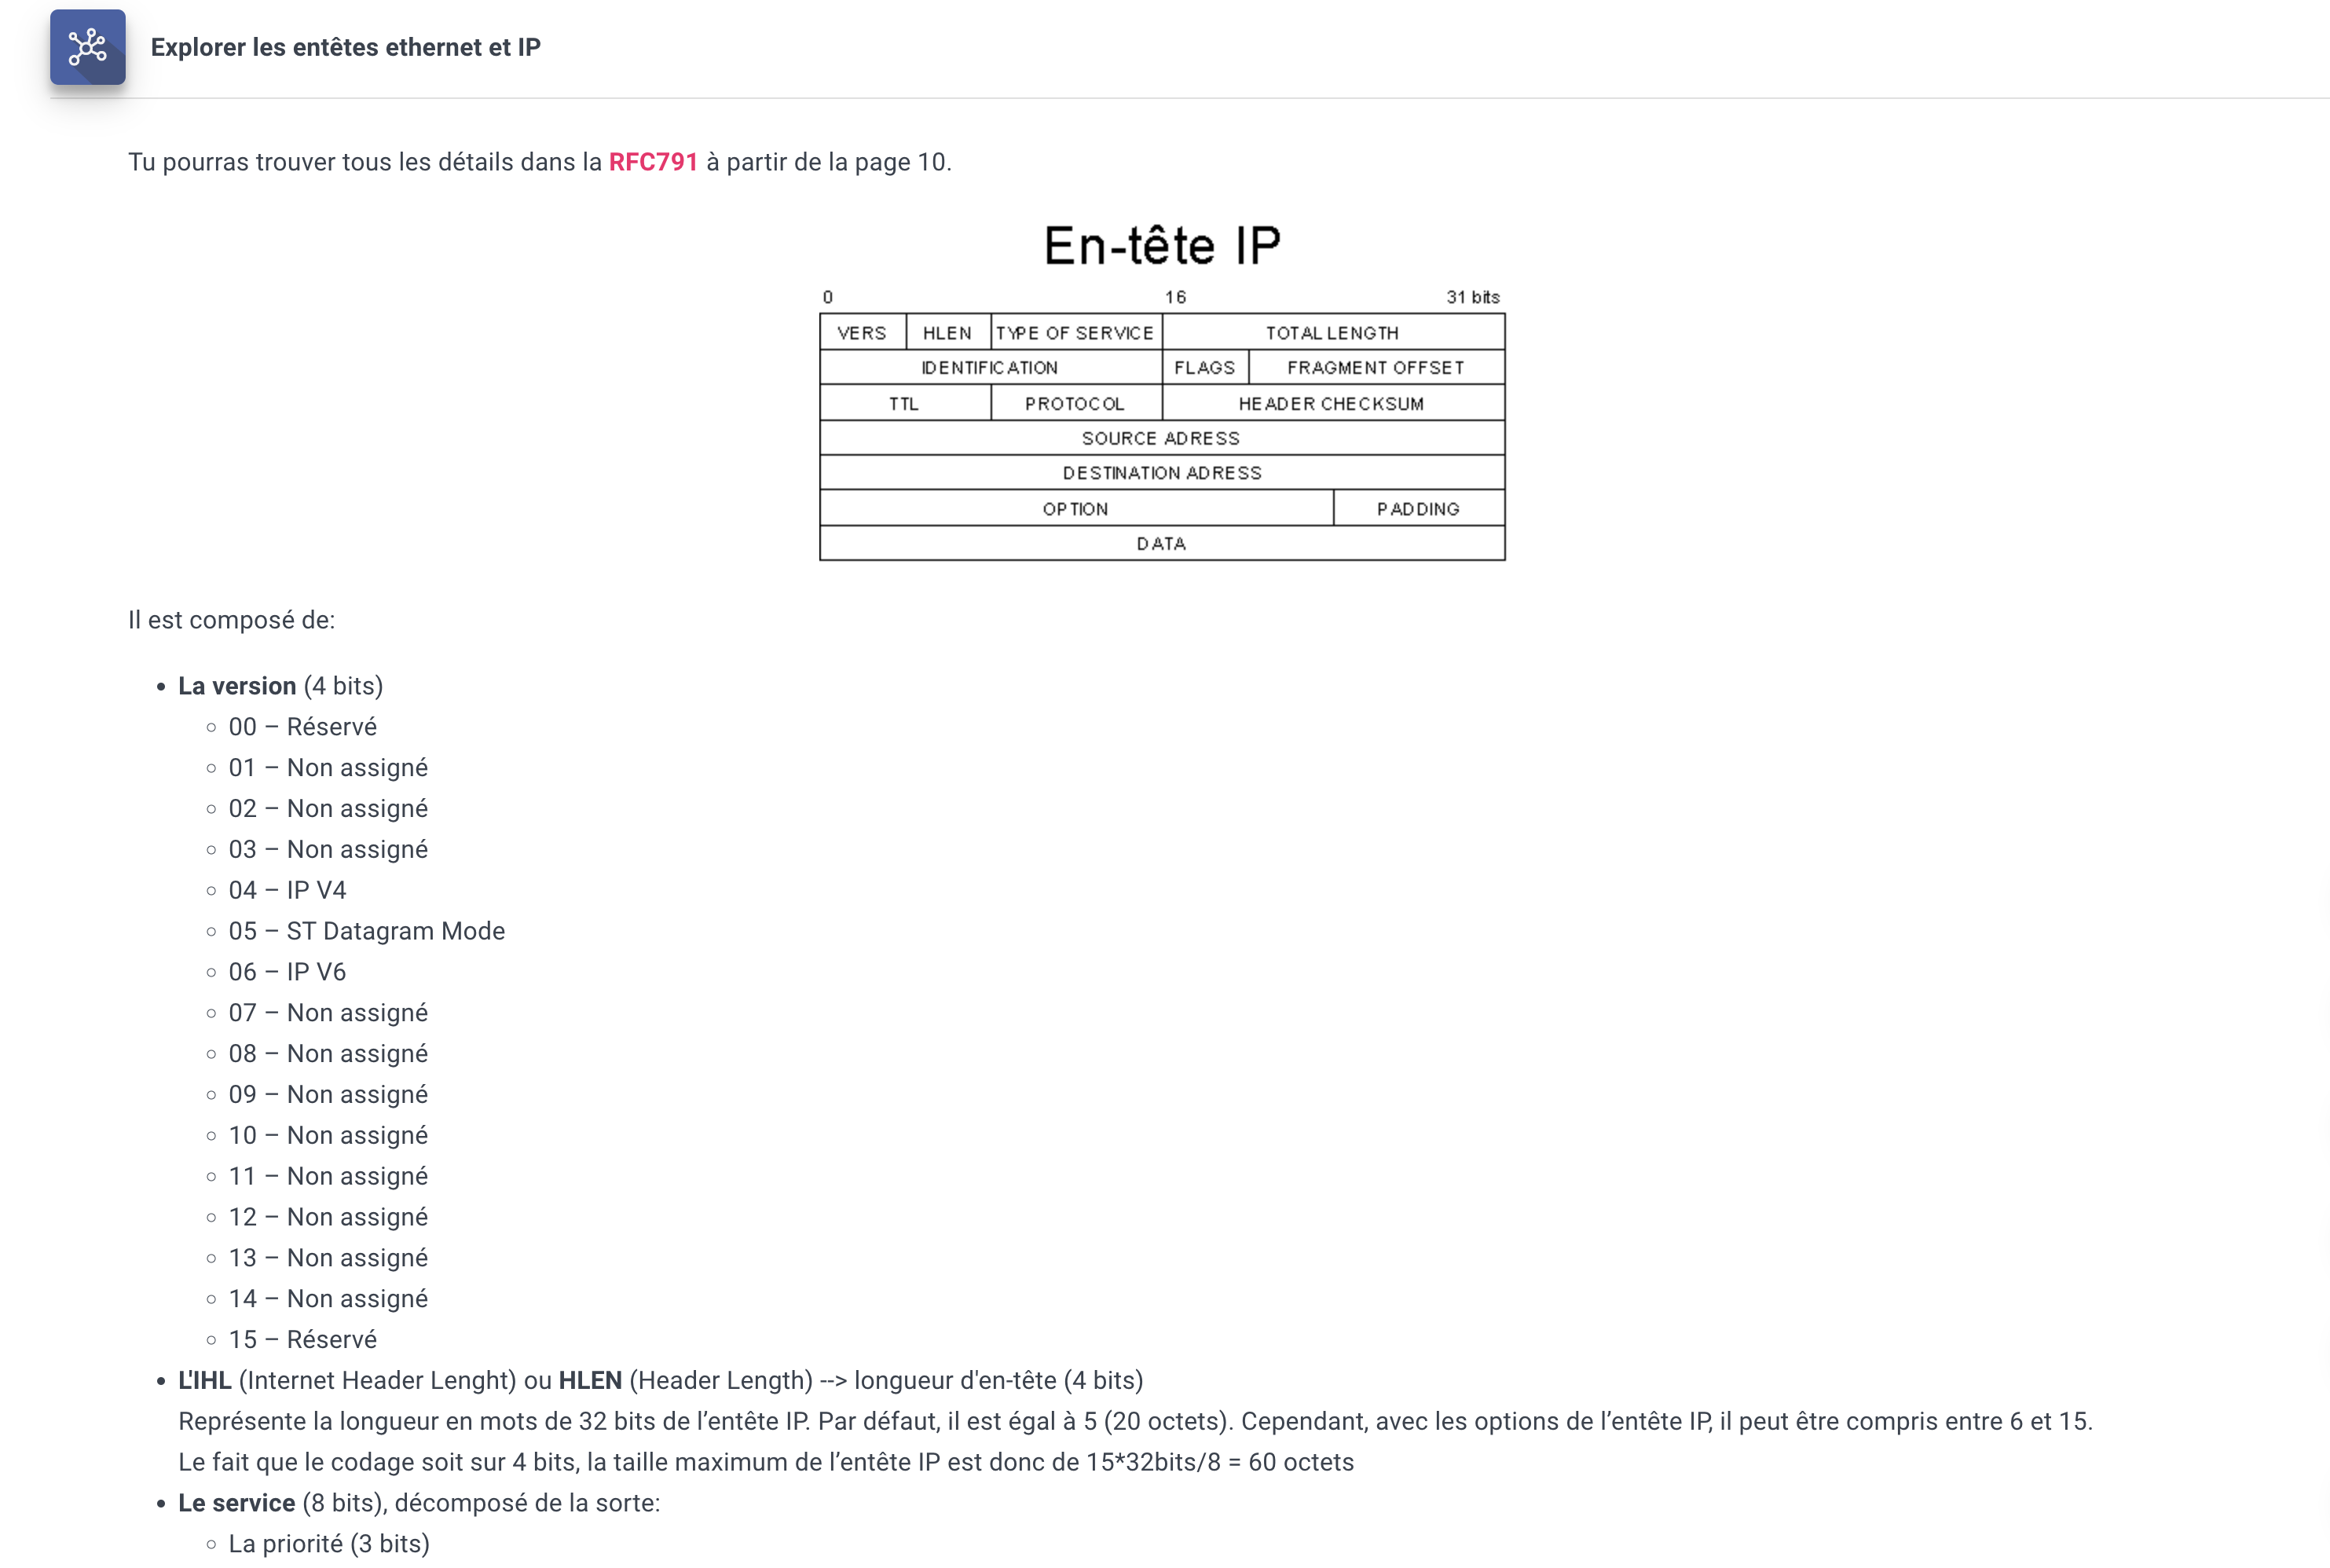 Explorer les entêtes ethernet et IP
Tu pourras trouver tous les détails dans la RFC791 à partir de la page 10.
En-tête IP
0 16 31 bits
VERS HLEN TYPE OF SERVICE TOTAL LENGTH
IDENTIFICATION FLAGS FRAGMENT OFFSET
TTL PROTOCOL HEADER CHECKSUM
SOURCE ADRESS
DESTINATION ADRESS
OPTION PADDING
DATA
Il est composé de:
• La version (4 bits)
◦ 00 – Réservé
◦ 01 – Non assigné
◦ 02 – Non assigné
◦ 03 – Non assigné
◦ 04 – IP V4
◦ 05 – ST Datagram Mode
◦ 06 – IP V6
◦ 07 – Non assigné
◦ 08 – Non assigné
◦ 09 – Non assigné
◦ 10 – Non assigné
◦ 11 – Non assigné
◦ 12 – Non assigné
◦ 13 – Non assigné
◦ 14 – Non assigné
◦ 15 – Réservé
• L'IHL (Internet Header Lenght) ou HLEN (Header Length) --> longueur d'en-tête (4 bits)
Représente la longueur en mots de 32 bits de l’entête IP. Par défaut, il est égal à 5 (20 octets). Cependant, avec les options de l’entête IP, il peut être compris entre 6 et 15.
Le fait que le codage soit sur 4 bits, la taille maximum de l’entête IP est donc de 15*32bits/8 = 60 octets
• Le service (8 bits), décomposé de la sorte:
◦ La priorité (3 bits)